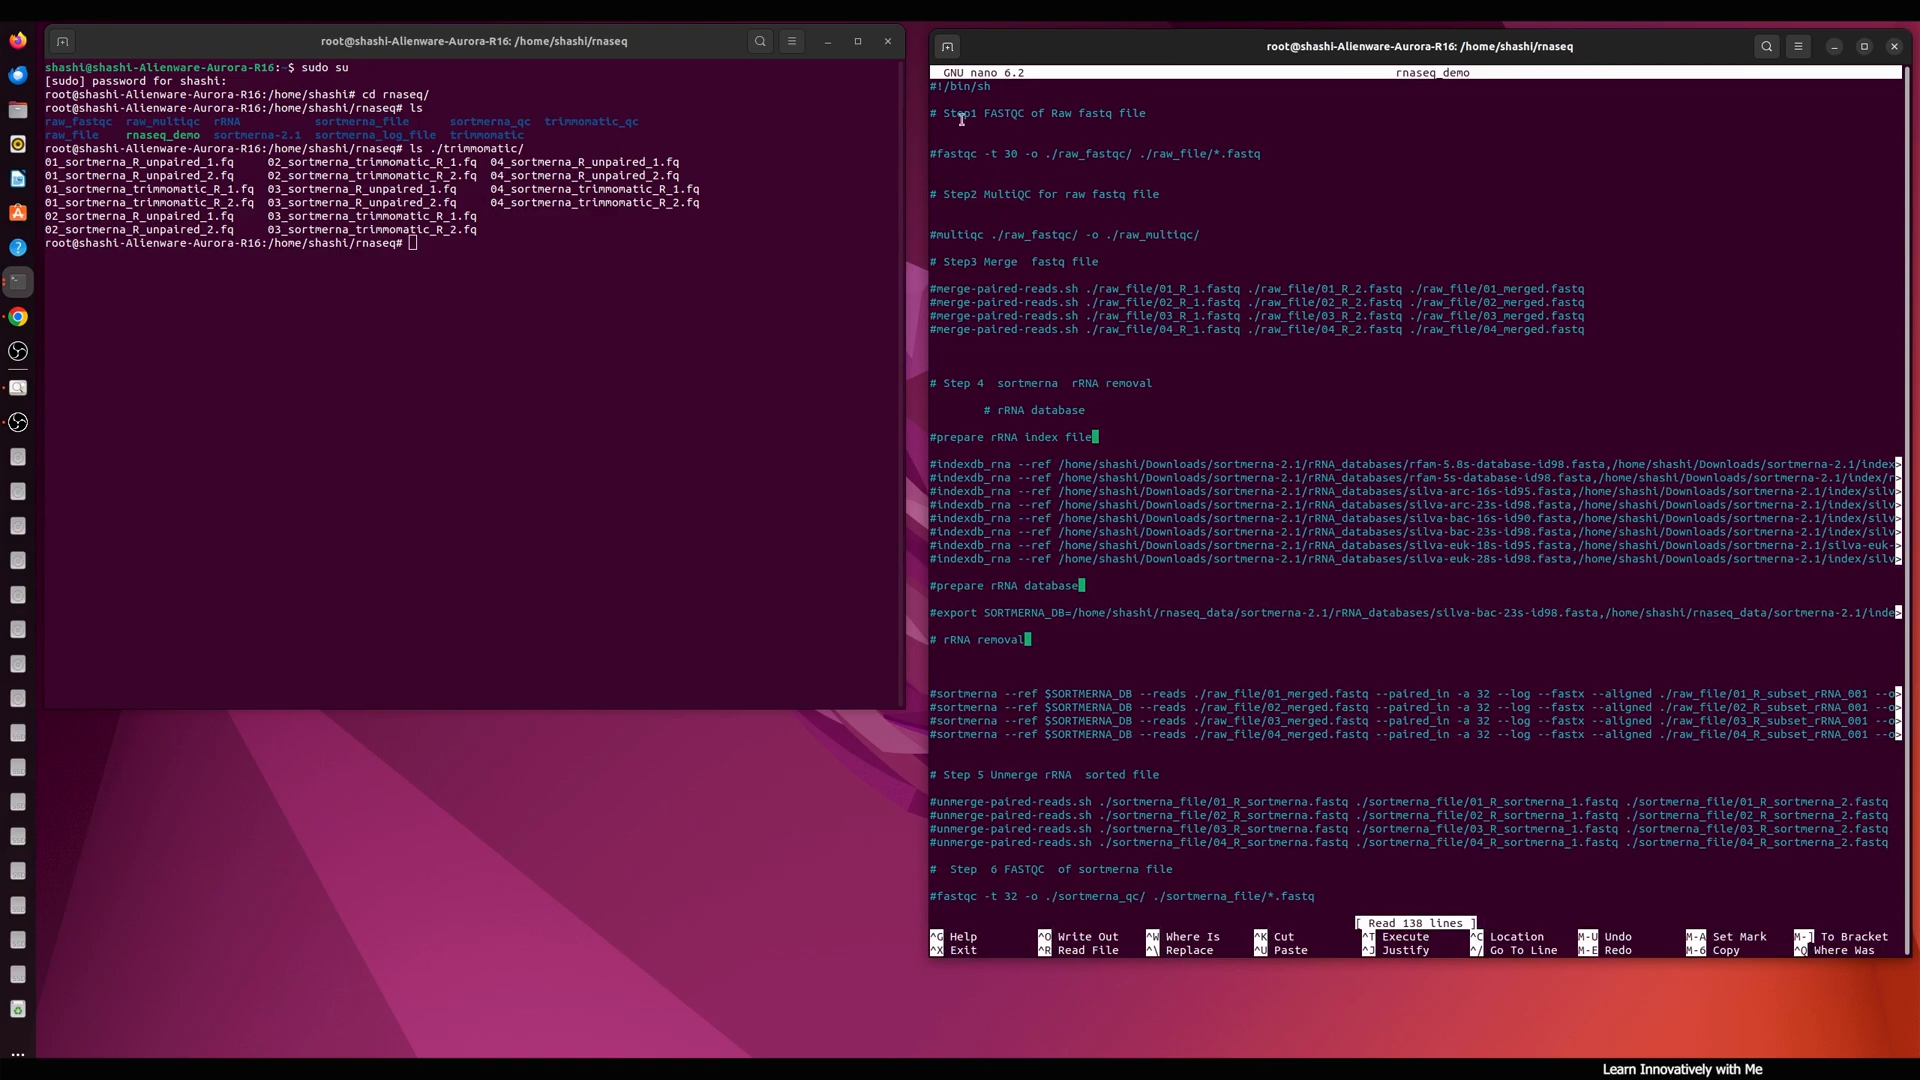 root@shashi-Alienware-Aurora-R16: /home/shashi/rnaseq
shashi@shashi-Alienware-Aurora-R16:~$ sudo su
[sudo] password for shashi:
root@shashi-Alienware-Aurora-R16:/home/shashi# cd rnaseq/
root@shashi-Alienware-Aurora-R16:/home/shashi/rnaseq# ls
raw_fastqc  raw_multiqc  rRNA          sortmerna_file      sortmerna_qc  trimmomatic_qc
raw_file    rnaseq_demo  sortmerna-2.1  sortmerna_log_file  trimmomatic
root@shashi-Alienware-Aurora-R16:/home/shashi/rnaseq# ls ./trimmomatic/
01_sortmerna_R_unpaired_1.fq     02_sortmerna_trimmomatic_R_1.fq  04_sortmerna_R_unpaired_1.fq
01_sortmerna_R_unpaired_2.fq     02_sortmerna_trimmomatic_R_2.fq  04_sortmerna_R_unpaired_2.fq
01_sortmerna_trimmomatic_R_1.fq  03_sortmerna_R_unpaired_1.fq     04_sortmerna_trimmomatic_R_1.fq
01_sortmerna_trimmomatic_R_2.fq  03_sortmerna_R_unpaired_2.fq     04_sortmerna_trimmomatic_R_2.fq
02_sortmerna_R_unpaired_1.fq     03_sortmerna_trimmomatic_R_1.fq
02_sortmerna_R_unpaired_2.fq     03_sortmerna_trimmomatic_R_2.fq
root@shashi-Alienware-Aurora-R16:/home/shashi/rnaseq#
root@shashi-Alienware-Aurora-R16: /home/shashi/rnaseq
GNU nano 6.2 rnaseq_demo
#!/bin/sh
# Step1 FASTQC of Raw fastq file
#fastqc -t 30 -o ./raw_fastqc/ ./raw_file/*.fastq
# Step2 MultiQC for raw fastq file
#multiqc ./raw_fastqc/ -o ./raw_multiqc/
# Step3 Merge  fastq file
#merge-paired-reads.sh ./raw_file/01_R_1.fastq ./raw_file/01_R_2.fastq ./raw_file/01_merged.fastq
#merge-paired-reads.sh ./raw_file/02_R_1.fastq ./raw_file/02_R_2.fastq ./raw_file/02_merged.fastq
#merge-paired-reads.sh ./raw_file/03_R_1.fastq ./raw_file/03_R_2.fastq ./raw_file/03_merged.fastq
#merge-paired-reads.sh ./raw_file/04_R_1.fastq ./raw_file/04_R_2.fastq ./raw_file/04_merged.fastq
# Step 4  sortmerna  rRNA removal
# rRNA database
#prepare rRNA index file
#indexdb_rna --ref /home/shashi/Downloads/sortmerna-2.1/rRNA_databases/rfam-5.8s-database-id98.fasta,/home/shashi/Downloads/sortmerna-2.1/index>
#indexdb_rna --ref /home/shashi/Downloads/sortmerna-2.1/rRNA_databases/rfam-5s-database-id98.fasta,/home/shashi/Downloads/sortmerna-2.1/index/r>
#indexdb_rna --ref /home/shashi/Downloads/sortmerna-2.1/rRNA_databases/silva-arc-16s-id95.fasta,/home/shashi/Downloads/sortmerna-2.1/index/silv>
#indexdb_rna --ref /home/shashi/Downloads/sortmerna-2.1/rRNA_databases/silva-arc-23s-id98.fasta,/home/shashi/Downloads/sortmerna-2.1/index/silv>
#indexdb_rna --ref /home/shashi/Downloads/sortmerna-2.1/rRNA_databases/silva-bac-16s-id90.fasta,/home/shashi/Downloads/sortmerna-2.1/index/silv>
#indexdb_rna --ref /home/shashi/Downloads/sortmerna-2.1/rRNA_databases/silva-bac-23s-id98.fasta,/home/shashi/Downloads/sortmerna-2.1/index/silv>
#indexdb_rna --ref /home/shashi/Downloads/sortmerna-2.1/rRNA_databases/silva-euk-18s-id95.fasta,/home/shashi/Downloads/sortmerna-2.1/silva-euk->
#indexdb_rna --ref /home/shashi/Downloads/sortmerna-2.1/rRNA_databases/silva-euk-28s-id98.fasta,/home/shashi/Downloads/sortmerna-2.1/index/silv>
#prepare rRNA database
#export SORTMERNA_DB=/home/shashi/rnaseq_data/sortmerna-2.1/rRNA_databases/silva-bac-23s-id98.fasta,/home/shashi/rnaseq_data/sortmerna-2.1/inde>
# rRNA removal
#sortmerna --ref $SORTMERNA_DB --reads ./raw_file/01_merged.fastq --paired_in -a 32 --log --fastx --aligned ./raw_file/01_R_subset_rRNA_001 --o>
#sortmerna --ref $SORTMERNA_DB --reads ./raw_file/02_merged.fastq --paired_in -a 32 --log --fastx --aligned ./raw_file/02_R_subset_rRNA_001 --o>
#sortmerna --ref $SORTMERNA_DB --reads ./raw_file/03_merged.fastq --paired_in -a 32 --log --fastx --aligned ./raw_file/03_R_subset_rRNA_001 --o>
#sortmerna --ref $SORTMERNA_DB --reads ./raw_file/04_merged.fastq --paired_in -a 32 --log --fastx --aligned ./raw_file/04_R_subset_rRNA_001 --o>
# Step 5 Unmerge rRNA  sorted file
#unmerge-paired-reads.sh ./sortmerna_file/01_R_sortmerna.fastq ./sortmerna_file/01_R_sortmerna_1.fastq ./sortmerna_file/01_R_sortmerna_2.fastq
#unmerge-paired-reads.sh ./sortmerna_file/02_R_sortmerna.fastq ./sortmerna_file/02_R_sortmerna_1.fastq ./sortmerna_file/02_R_sortmerna_2.fastq
#unmerge-paired-reads.sh ./sortmerna_file/03_R_sortmerna.fastq ./sortmerna_file/03_R_sortmerna_1.fastq ./sortmerna_file/03_R_sortmerna_2.fastq
#unmerge-paired-reads.sh ./sortmerna_file/04_R_sortmerna.fastq ./sortmerna_file/04_R_sortmerna_1.fastq ./sortmerna_file/04_R_sortmerna_2.fastq
#  Step  6 FASTQC  of sortmerna file
#fastqc -t 32 -o ./sortmerna_qc/ ./sortmerna_file/*.fastq
[ Read 138 lines ]
^G Help  ^O Write Out  ^W Where Is  ^K Cut  ^T Execute  ^C Location  M-U Undo  M-A Set Mark  M-] To Bracket
^X Exit  ^R Read File  ^\ Replace  ^U Paste  ^J Justify  ^/ Go To Line  M-E Redo  M-6 Copy  ^Q Where Was
Learn Innovatively with Me